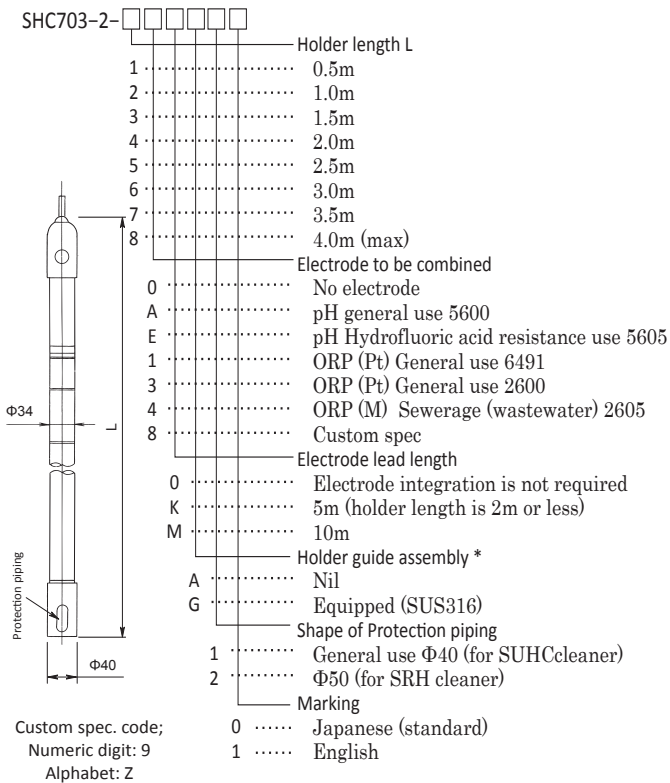 SHC703-2-□□□□□□
Holder length L
1 ······················ 0.5m
2 ······················ 1.0m
3 ······················ 1.5m
4 ······················ 2.0m
5 ······················ 2.5m
6 ······················ 3.0m
7 ······················ 3.5m
8 ······················ 4.0m (max)
Electrode to be combined
0 ···················· No electrode
A ···················· pH general use 5600
E ···················· pH Hydrofluoric acid resistance use 5605
1 ···················· ORP (Pt) General use 6491
3 ···················· ORP (Pt) General use 2600
4 ···················· ORP (M) Sewerage (wastewater) 2605
8 ···················· Custom spec
Electrode lead length
0 ················ Electrode integration is not required
K ················ 5m (holder length is 2m or less)
M ················ 10m
Holder guide assembly *
A ············· Nil
G ············· Equipped (SUS316)
Shape of Protection piping
1 ·········· General use Φ40 (for SUHCcleaner)
2 ·········· Φ50 (for SRH cleaner)
Marking
0 ······ Japanese (standard)
1 ······ English
Φ34
L
Protection piping
Φ40
Custom spec. code;
Numeric digit: 9
Alphabet: Z